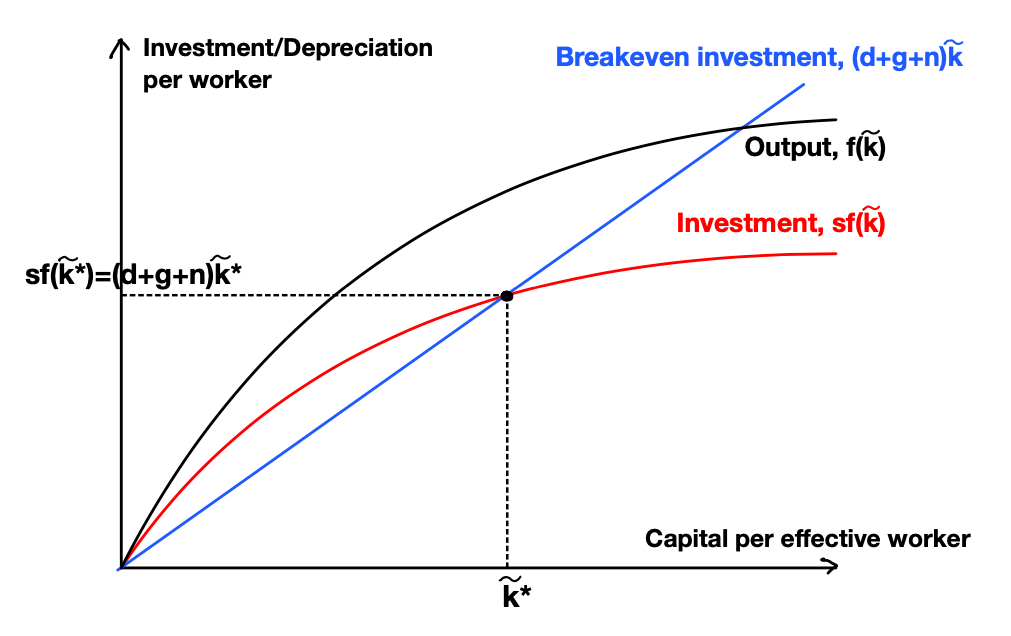 Investment/Depreciation
per worker
Breakeven investment, (d+g+n)k̃
Output, f(k̃)
Investment, sf(k̃)
sf(k̃*)=(d+g+n)k̃*
Capital per effective worker
k̃*